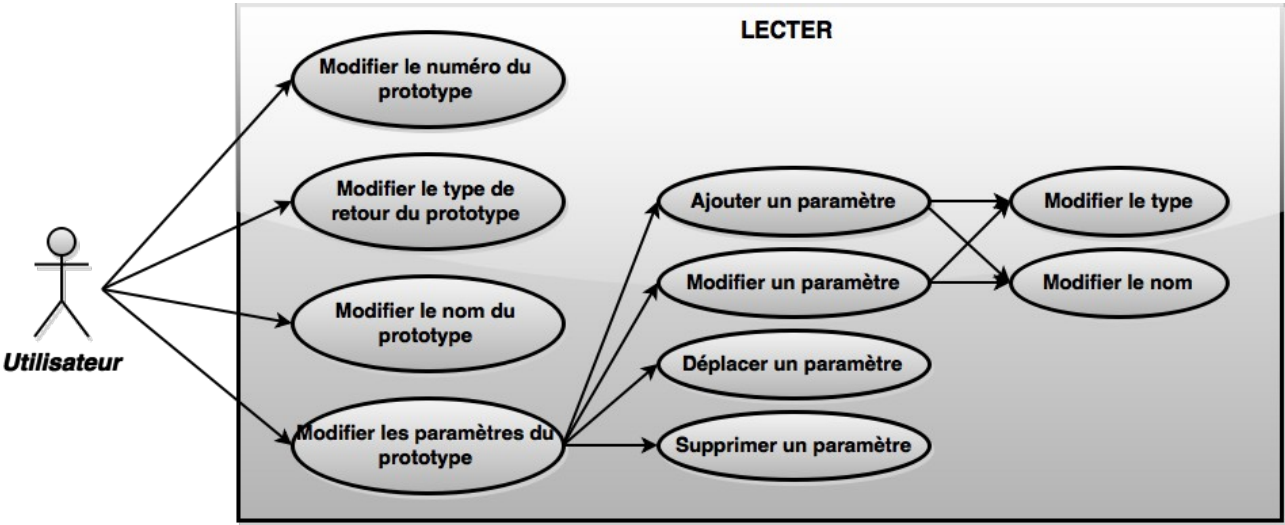 LECTER
Modifier le numéro du
prototype
Modifier le type de
retour du prototype
Modifier le nom du
prototype
Modifier les paramètres du
prototype
Ajouter un paramètre
Modifier un paramètre
Déplacer un paramètre
Supprimer un paramètre
Modifier le type
Modifier le nom
Utilisateur